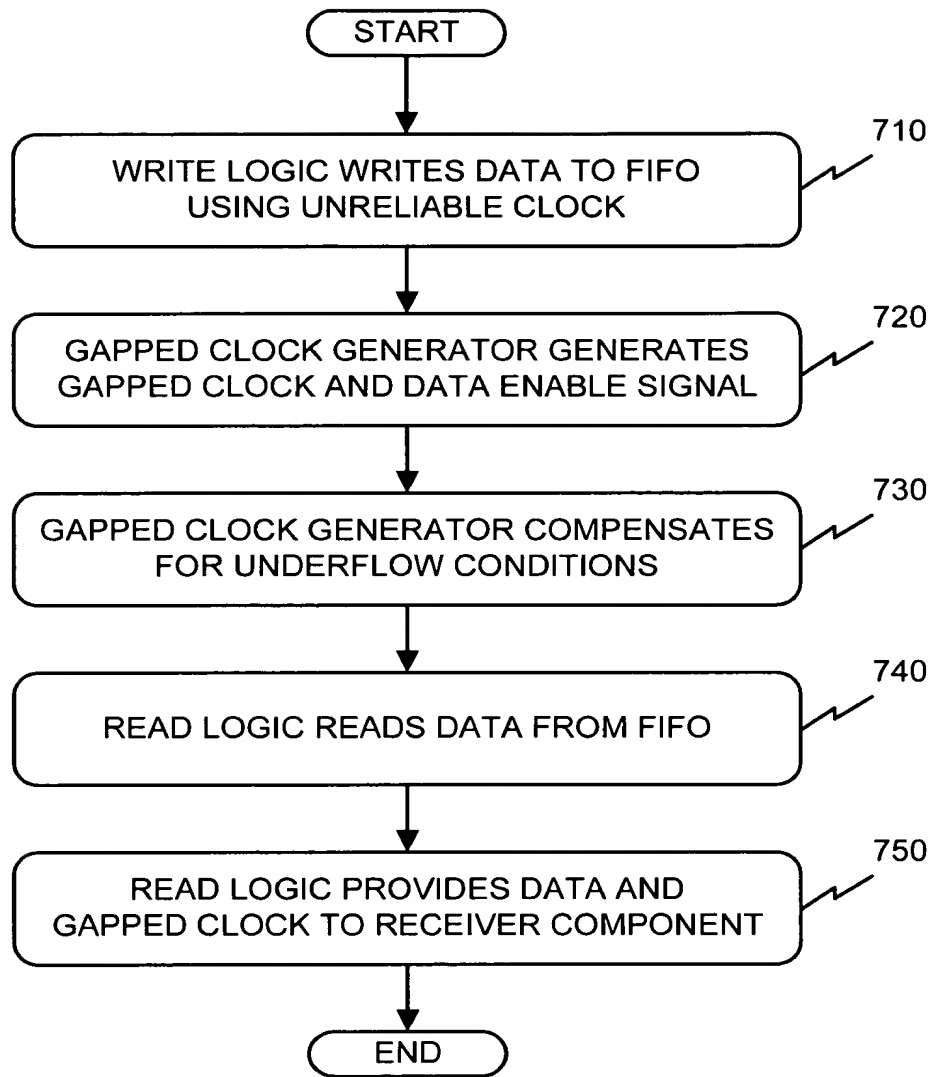 START
710
WRITE LOGIC WRITES DATA TO FIFO
USING UNRELIABLE CLOCK
720
GAPPED CLOCK GENERATOR GENERATES
GAPPED CLOCK AND DATA ENABLE SIGNAL
730
GAPPED CLOCK GENERATOR COMPENSATES
FOR UNDERFLOW CONDITIONS
740
READ LOGIC READS DATA FROM FIFO
750
READ LOGIC PROVIDES DATA AND
GAPPED CLOCK TO RECEIVER COMPONENT
END